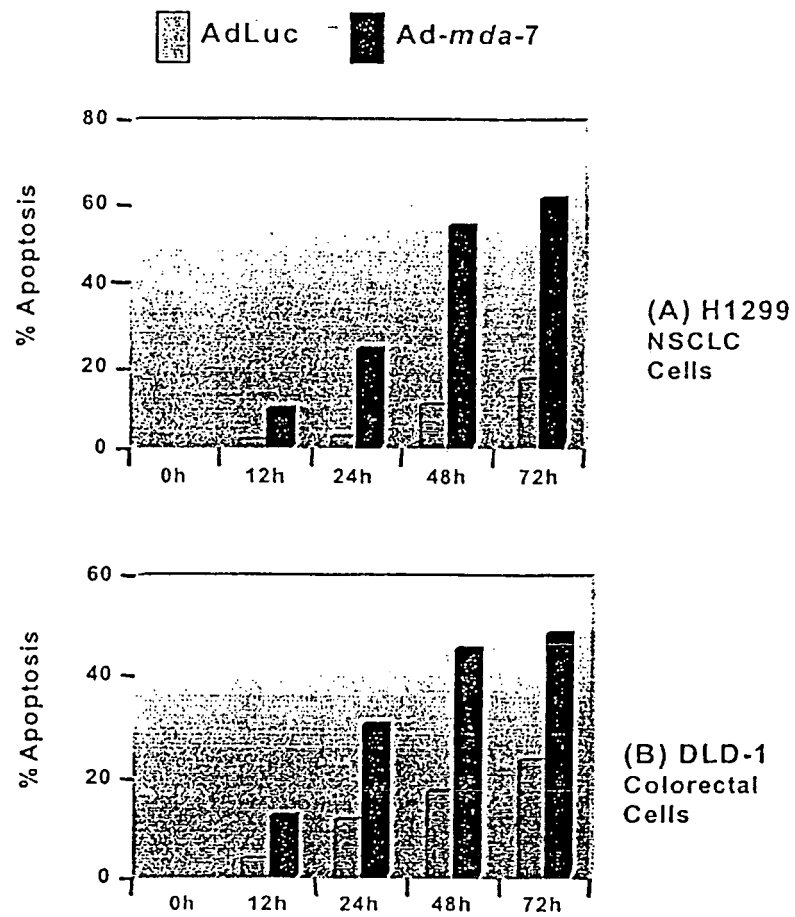 AdLuc Ad-mda-7
80
60
40
20
0
% Apoptosis
0h 12h 24h 48h 72h
(A) H1299
NSCLC
Cells
60
40
20
0
% Apoptosis
0h 12h 24h 48h 72h
(B) DLD-1
Colorectal
Cells